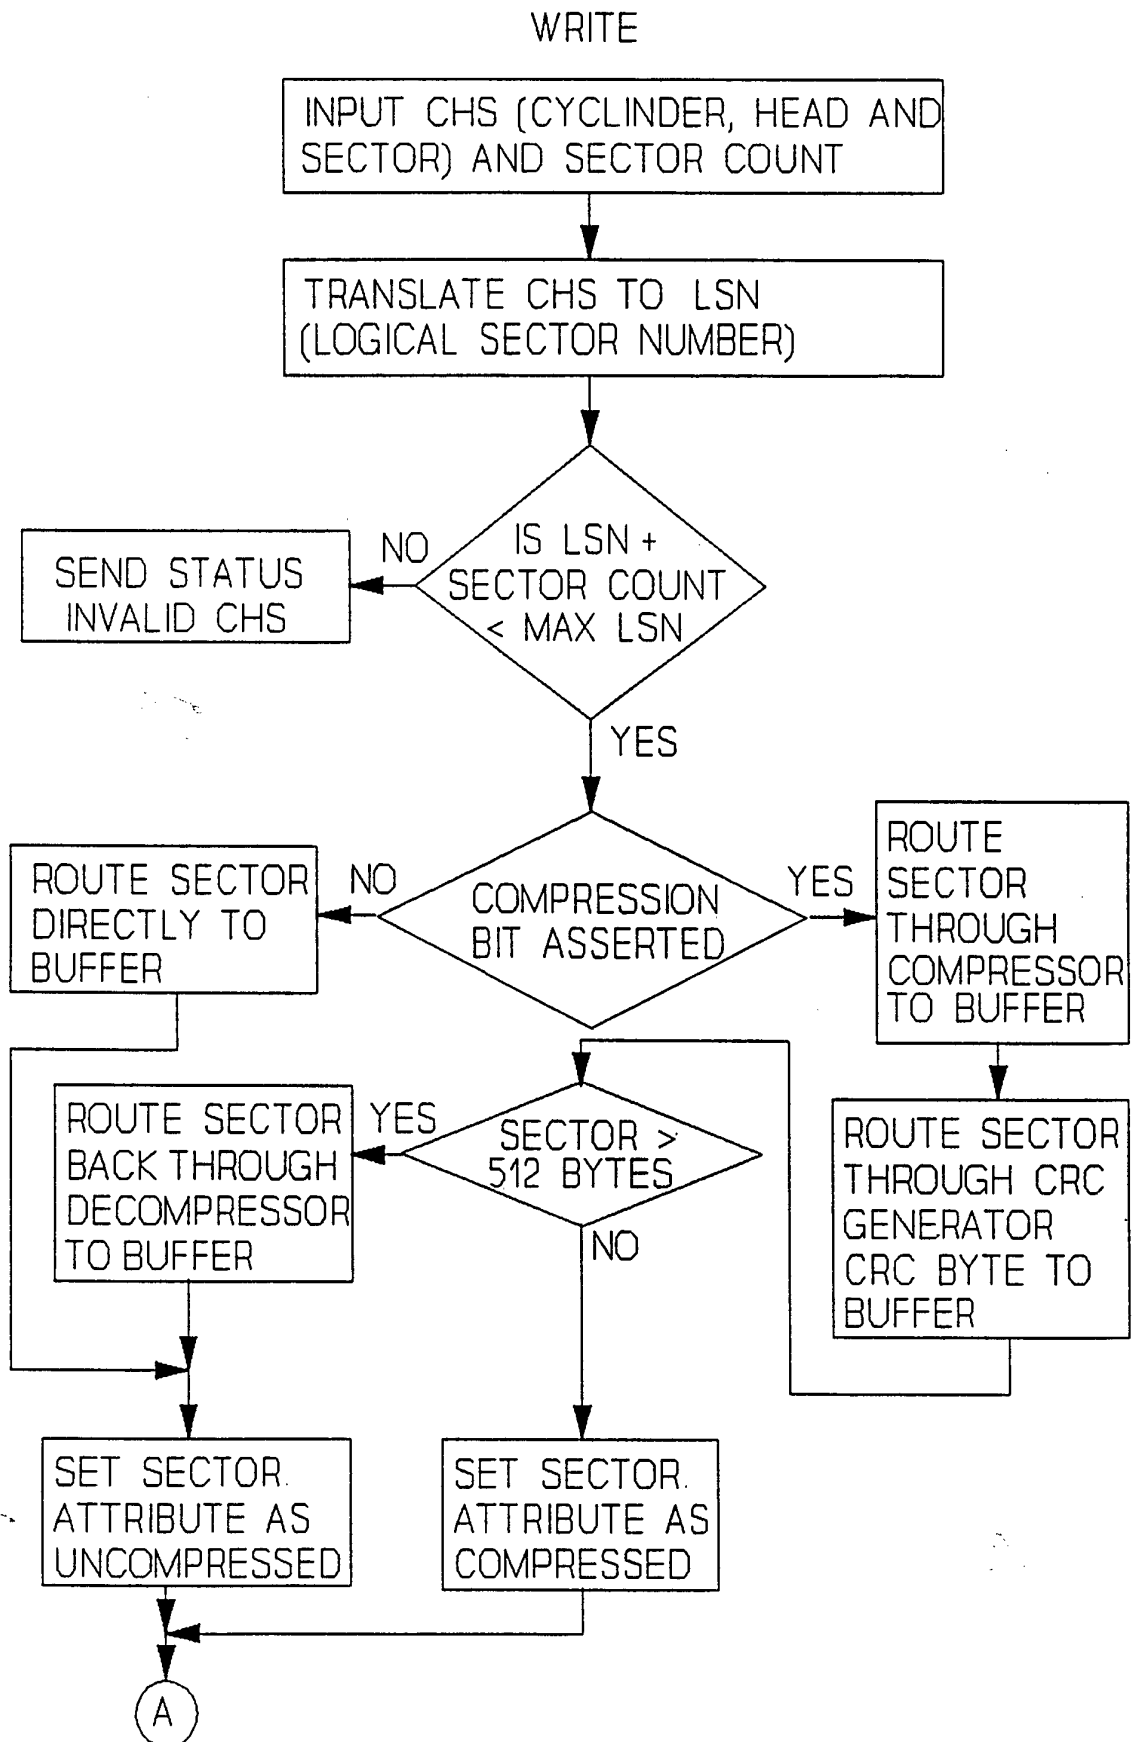 WRITE
INPUT CHS (CYCLINDER, HEAD AND
SECTOR) AND SECTOR COUNT
TRANSLATE CHS TO LSN
(LOGICAL SECTOR NUMBER)
IS LSN +
SECTOR COUNT
< MAX LSN
NO
SEND STATUS
INVALID CHS
YES
COMPRESSION
BIT ASSERTED
NO
ROUTE SECTOR
DIRECTLY TO
BUFFER
YES
ROUTE
SECTOR
THROUGH
COMPRESSOR
TO BUFFER
ROUTE SECTOR
THROUGH CRC
GENERATOR
CRC BYTE TO
BUFFER
SECTOR >
512 BYTES
YES
ROUTE SECTOR
BACK THROUGH
DECOMPRESSOR
TO BUFFER
NO
SET SECTOR
ATTRIBUTE AS
UNCOMPRESSED
SET SECTOR
ATTRIBUTE AS
COMPRESSED
A